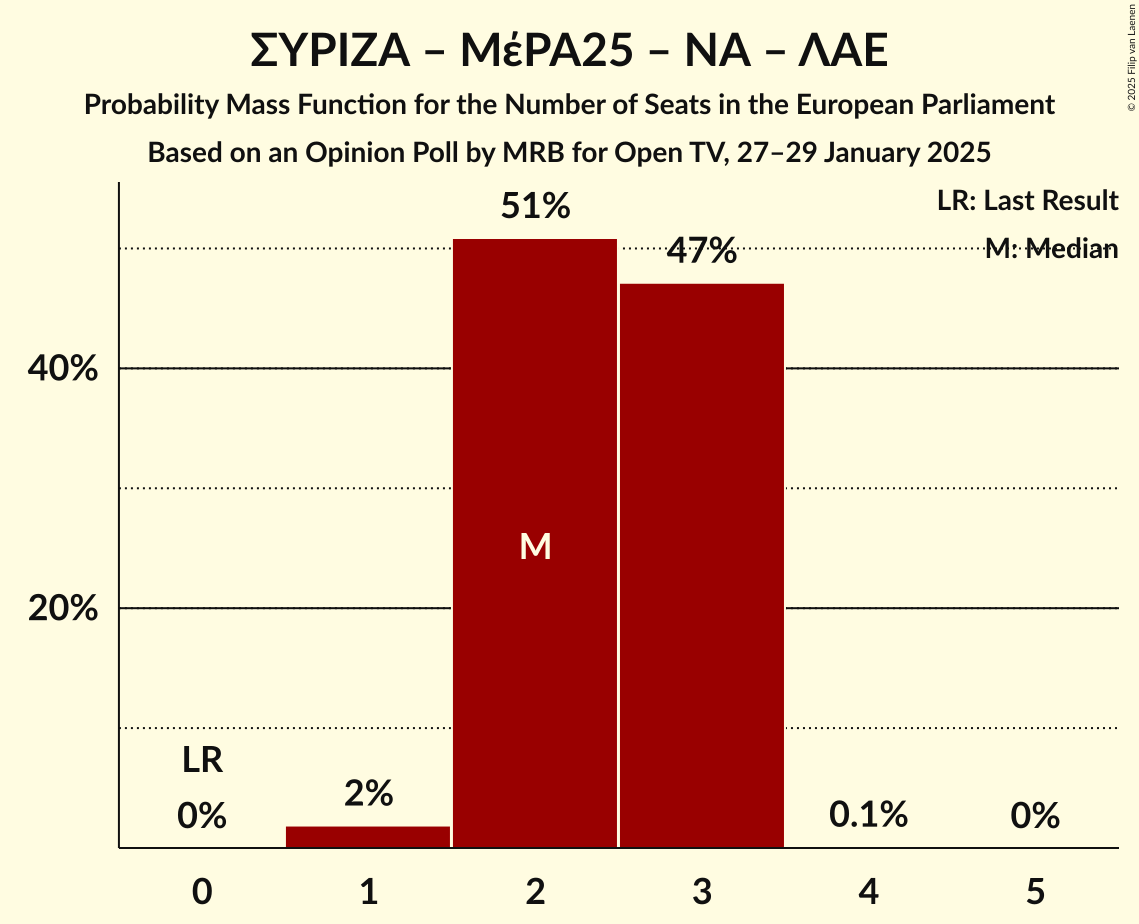 ΣΥΡΙΖΑ – ΜέΡΑ25 – ΝΑ – ΛΑΕ
Probability Mass Function for the Number of Seats in the European Parliament
Based on an Opinion Poll by MRB for Open TV, 27–29 January 2025
© 2025 Filip van Laenen
LR: Last Result
M: Median
51%
47%
40%
M
20%
LR
0%
2%
0.1%
0%
0 1 2 3 4 5